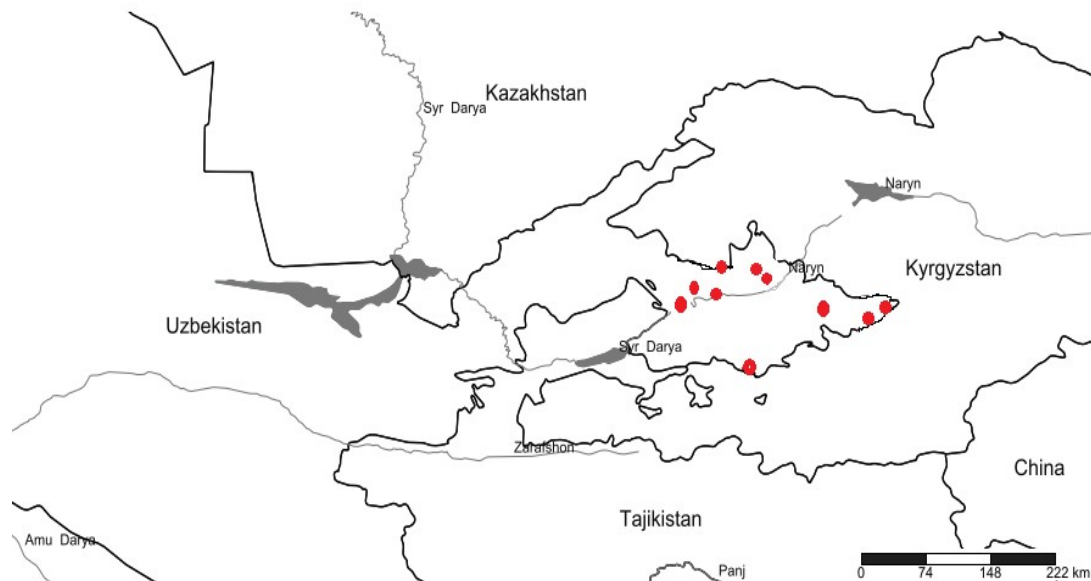 Kazakhstan
Syr Darya
Naryn
Kyrgyzstan
Naryn
Uzbekistan
Syr Darya
Zarafshon
China
Tajikistan
Amu Darya
Panj
0 74 148 222 km